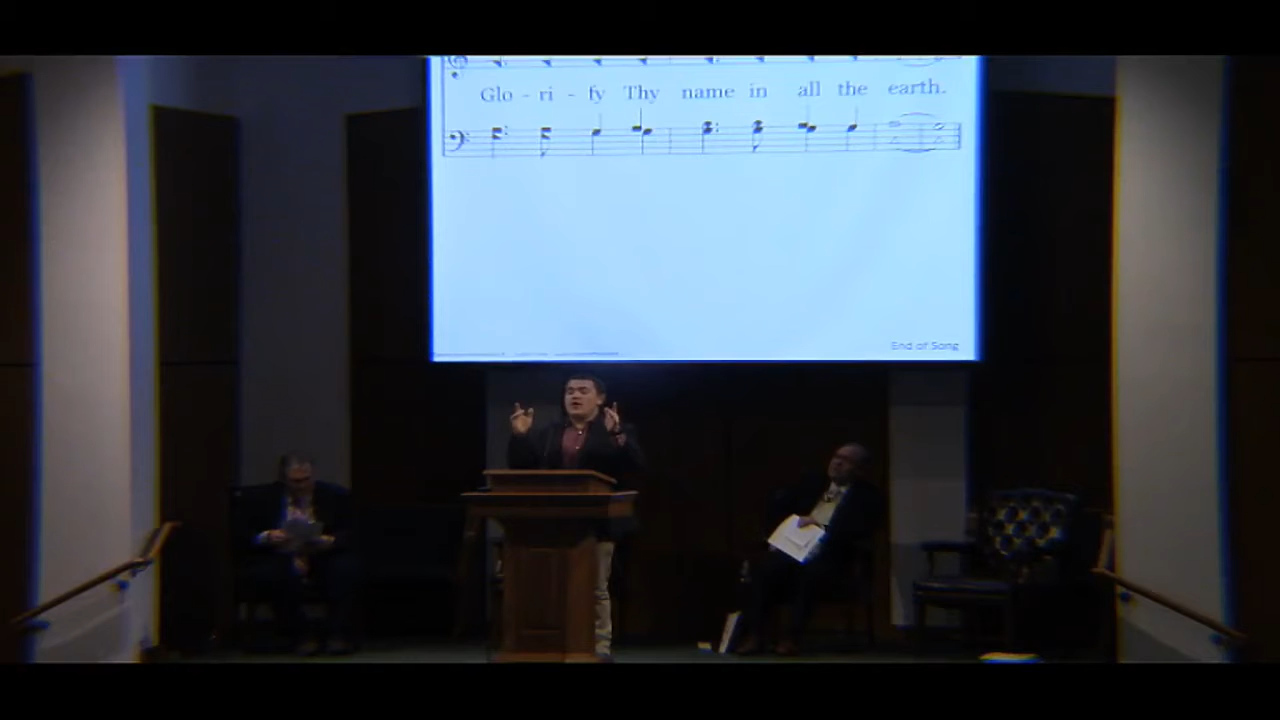 Glo - ri - fy Thy name in all the earth.
End of Song